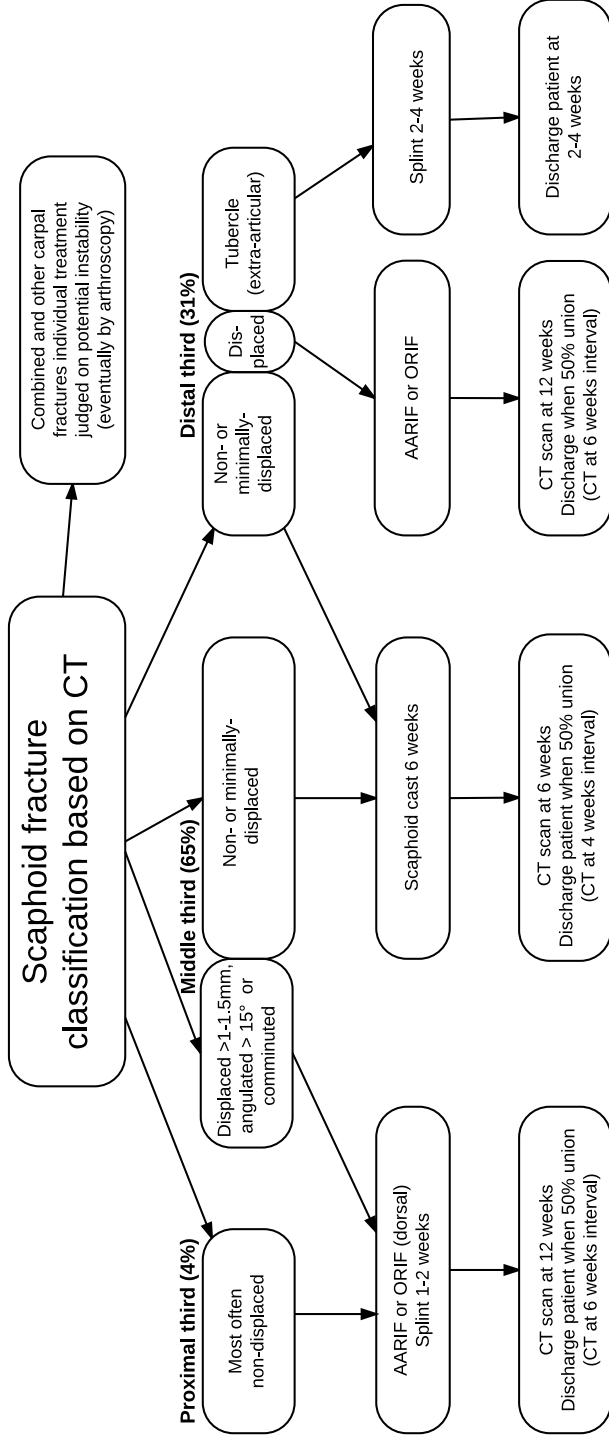 Scaphoid fracture
classification based on CT
Combined and other carpal
fractures individual treatment
judged on potential instability
(eventually by arthroscopy)
Proximal third (4%)
Middle third (65%)
Distal third (31%)
Most often
non-displaced
Displaced >1-1.5mm,
angulated > 15° or
comminuted
Non- or minimally-
displaced
Non- or
minimally-
displaced
Dis-
placed
Tubercle
(extra-articular)
AARIF or ORIF (dorsal)
Splint 1-2 weeks
Scaphoid cast 6 weeks
AARIF or ORIF
Splint 2-4 weeks
CT scan at 12 weeks
Discharge patient when 50% union
(CT at 6 weeks interval)
CT scan at 6 weeks
Discharge patient when 50% union
(CT at 4 weeks interval)
CT scan at 12 weeks
Discharge when 50% union
(CT at 6 weeks interval)
Discharge patient at
2-4 weeks